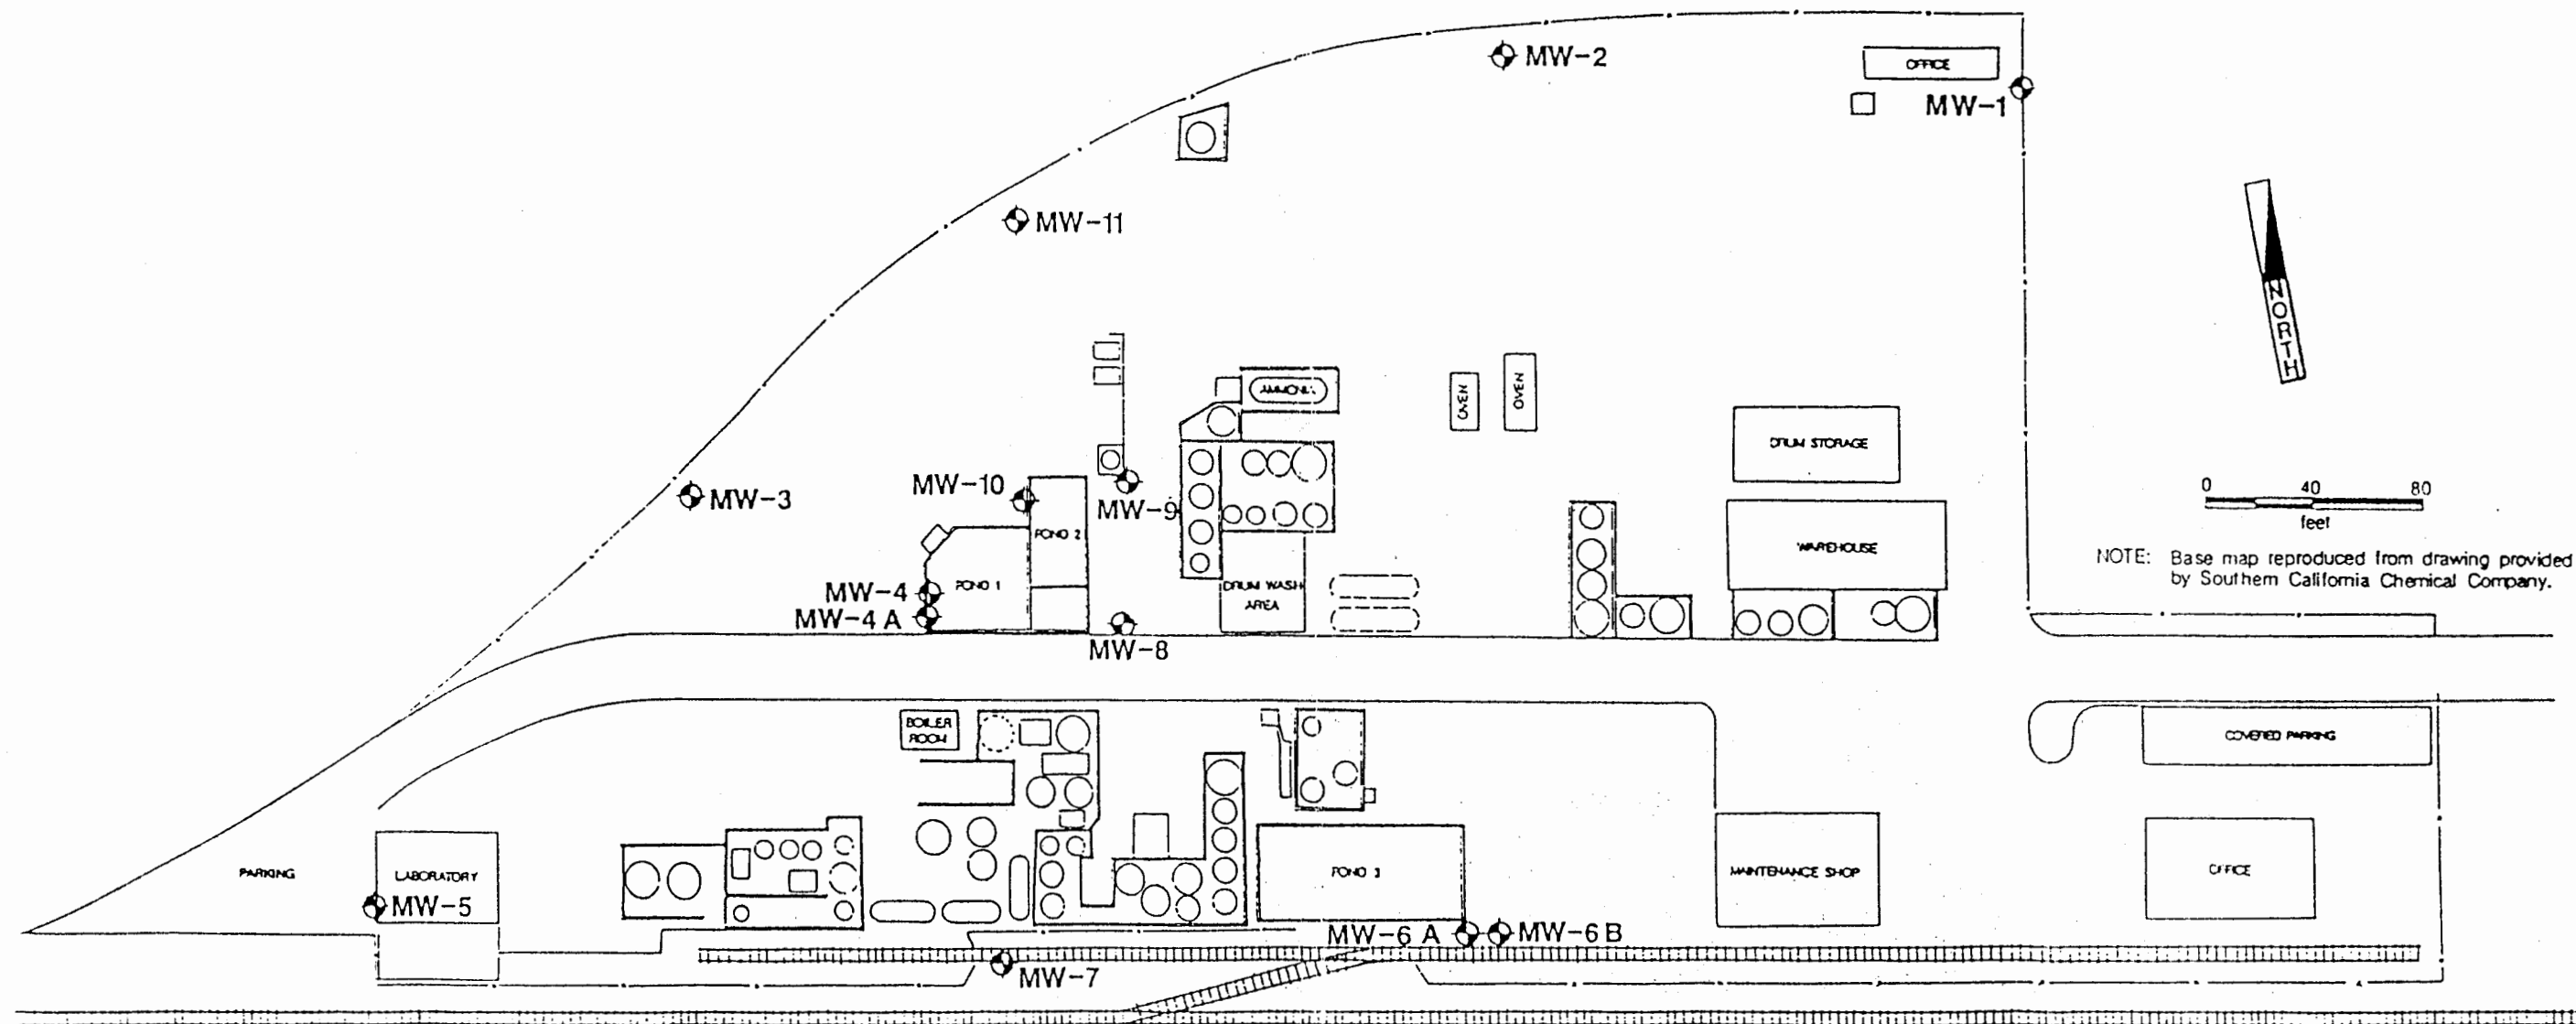 MW-2
OFFICE
MW-1
MW-11
NORTH
AMMONIA
OVEN
OVEN
DRUM STORAGE
0 40 80
feet
MW-10
MW-3
MW-9
POND 2
WAREHOUSE
NOTE: Base map reproduced from drawing provided
by Southern California Chemical Company.
MW-4
POND 1
DRUM WASH
AREA
MW-4 A
MW-8
BOILER
ROOM
COVERED PARKING
PARKING
LABORATORY
POND 3
MAINTENANCE SHOP
OFFICE
MW-5
MW-6 A
MW-6 B
MW-7